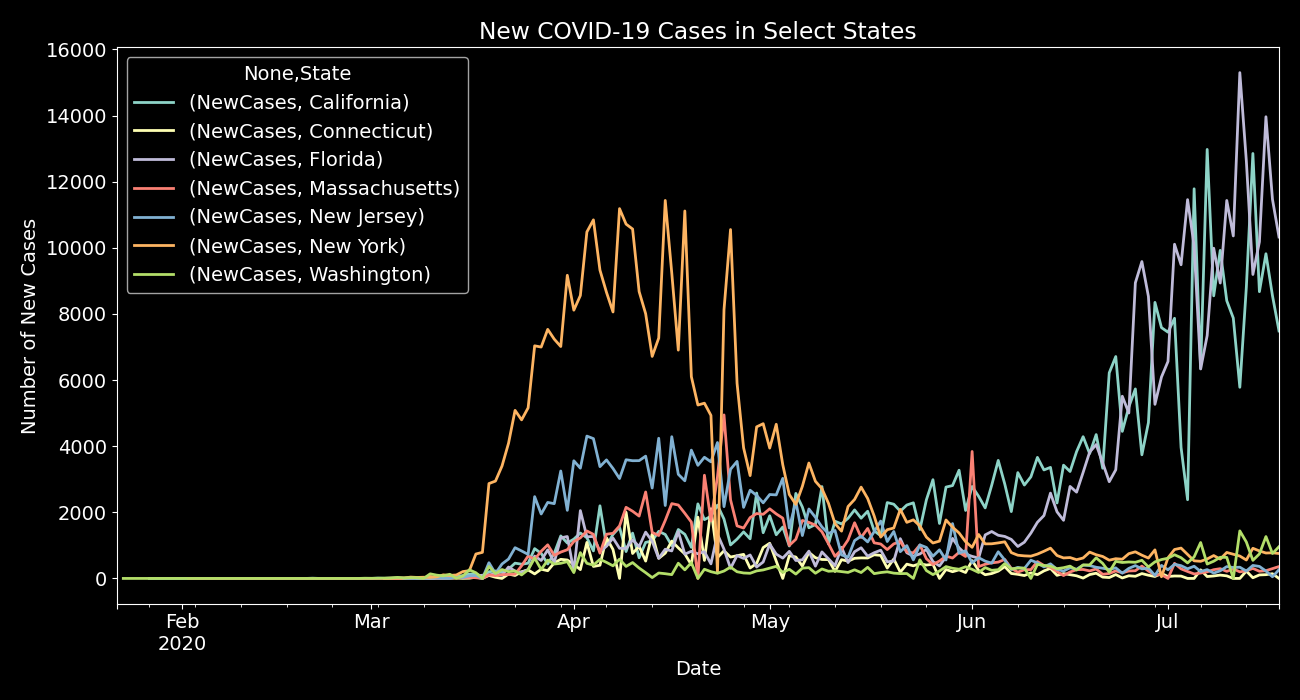 New COVID-19 Cases in Select States
16000
14000
12000
10000
8000
6000
4000
2000
0
Number of New Cases
None,State
(NewCases, California)
(NewCases, Connecticut)
(NewCases, Florida)
(NewCases, Massachusetts)
(NewCases, New Jersey)
(NewCases, New York)
(NewCases, Washington)
Feb Mar Apr May Jun Jul
2020
Date